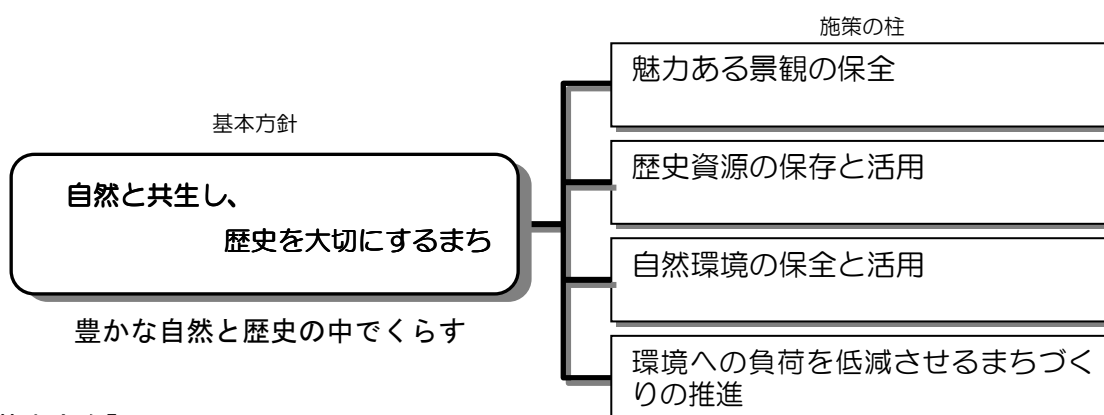 施策の柱
魅力ある景観の保全
基本方針
歴史資源の保存と活用
自然と共生し、
歴史を大切にするまち
自然環境の保全と活用
豊かな自然と歴史の中でくらす
環境への負荷を低減させるまちづく
りの推進